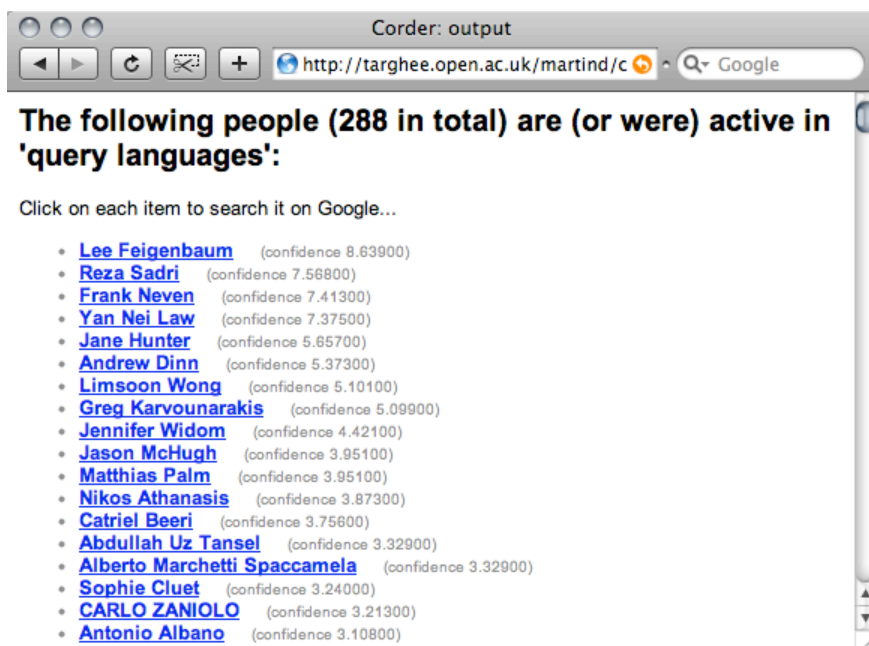 Corder: output
http://targhee.open.ac.uk/martind/c
Google
The following people (288 in total) are (or were) active in
'query languages':
Click on each item to search it on Google...
Lee Feigenbaum (confidence 8.63900)
Reza Sadri (confidence 7.56800)
Frank Neven (confidence 7.41300)
Yan Nei Law (confidence 7.37500)
Jane Hunter (confidence 5.65700)
Andrew Dinn (confidence 5.37300)
Limsoon Wong (confidence 5.10100)
Greg Karvounarakis (confidence 5.09900)
Jennifer Widom (confidence 4.42100)
Jason McHugh (confidence 3.95100)
Matthias Palm (confidence 3.95100)
Nikos Athanasis (confidence 3.87300)
Catriel Beeri (confidence 3.75600)
Abdullah Uz Tansel (confidence 3.32900)
Alberto Marchetti Spaccamela (confidence 3.32900)
Sophie Cluet (confidence 3.24000)
CARLO ZANIOLO (confidence 3.21300)
Antonio Albano (confidence 3.10800)